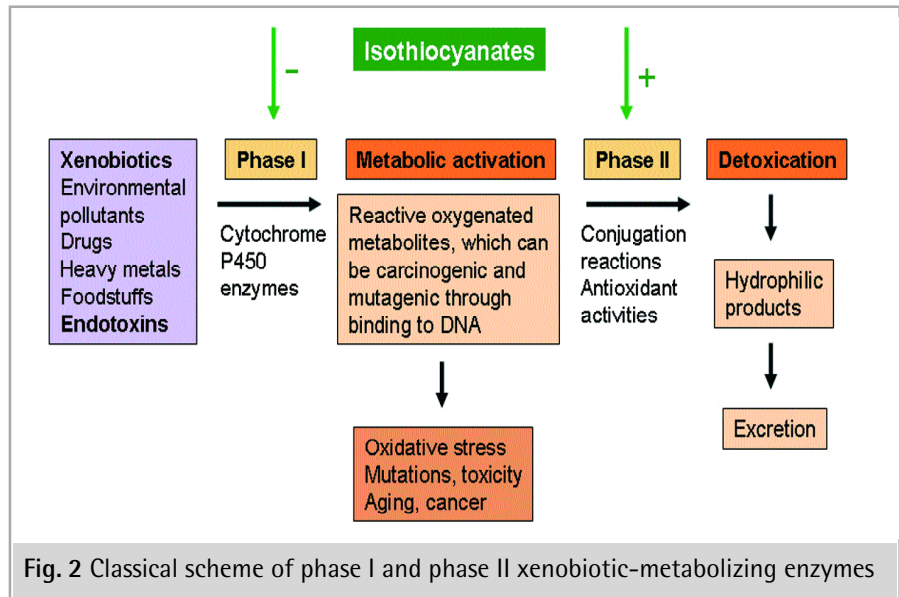 Isothlocyanates
-
+
Xenobiotics
Environmental
pollutants
Drugs
Heavy metals
Foodstuffs
Endotoxins
Phase I
Cytochrome
P450
enzymes
Metabolic activation
Reactive oxygenated
metabolites, which can
be carcinogenic and
mutagenic through
binding to DNA
Oxidative stress
Mutations, toxicity
Aging, cancer
Phase II
Conjugation
reactions
Antioxidant
activities
Detoxication
Hydrophilic
products
Excretion
Fig. 2 Classical scheme of phase I and phase II xenobiotic-metabolizing enzymes